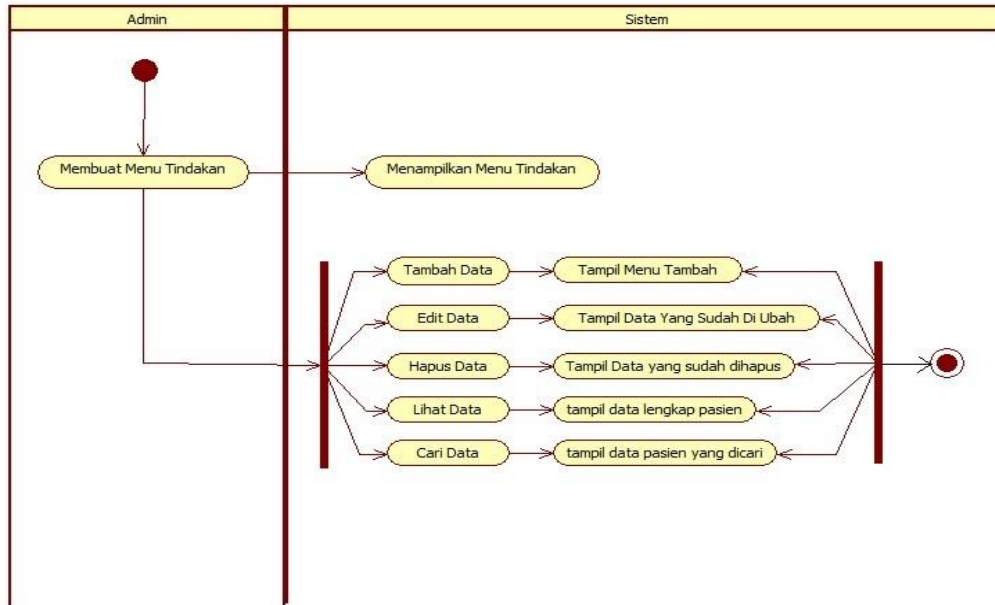 Admin
Sistem
Membuat Menu Tindakan
Menampilkan Menu Tindakan
Tambah Data
Tampil Menu Tambah
Edit Data
Tampil Data Yang Sudah Di Ubah
Hapus Data
Tampil Data yang sudah dihapus
Lihat Data
tampil data lengkap pasien
Cari Data
tampil data pasien yang dicari